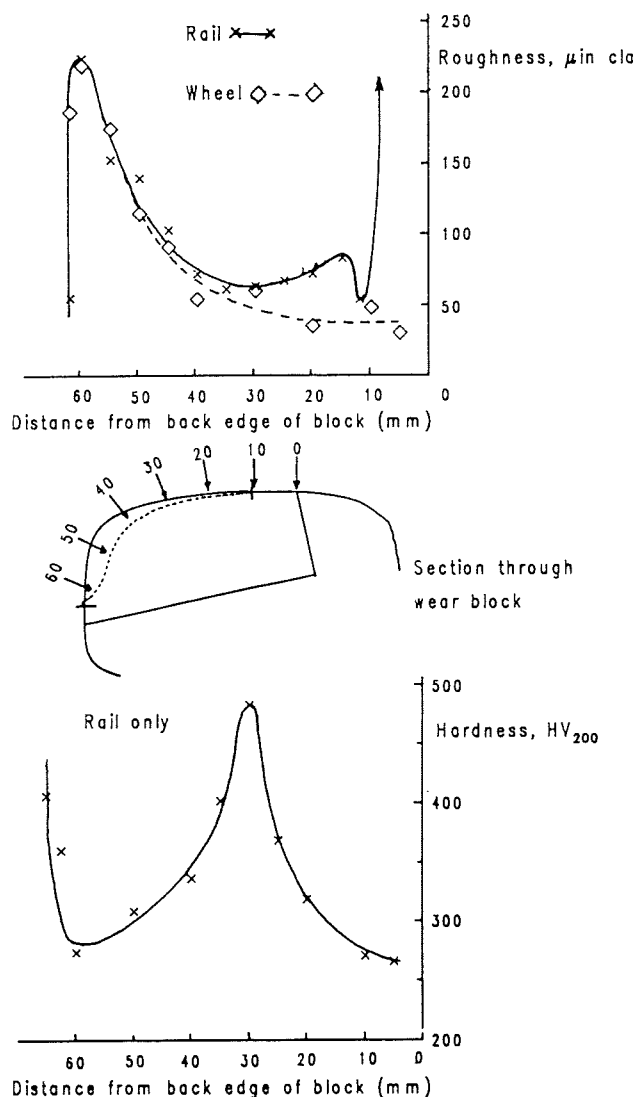 250
Rail ×—×
Roughness, µin cla
Wheel ◇--◇
200
150
100
50
0
60 50 40 30 20 10
Distance from back edge of block (mm)
60
50
40
30
20
10
0
Section through
wear block
500
Rail only
Hardness, HV₂₀₀
400
300
200
60 50 40 30 20 10 0
Distance from back edge of block (mm)